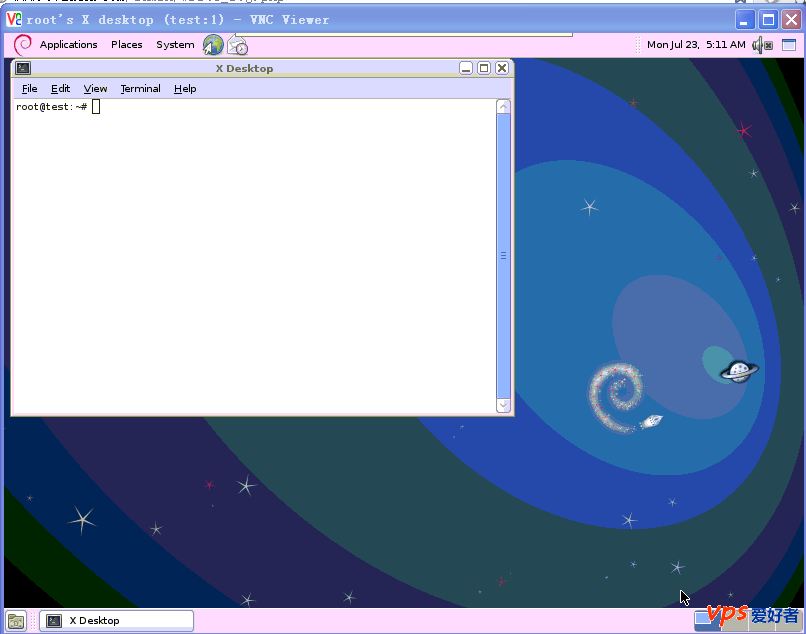 root's X desktop (test:1) - VNC Viewer
Applications Places System Mon Jul 23, 5:11 AM
X Desktop
File Edit View Terminal Help
root@test:~#
X Desktop
vps爱好者